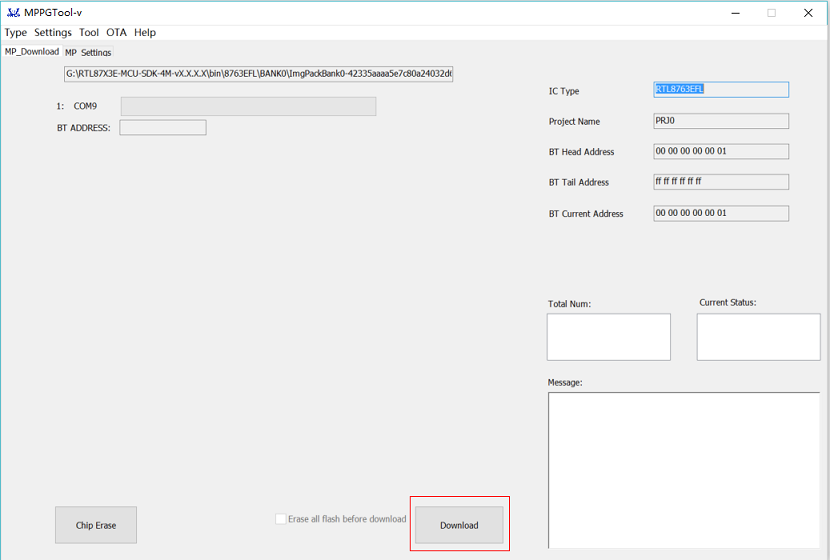 MPPGTool-v
Type Settings Tool OTA Help
MP_Download MP Settings
G:\RTL87X3E-MCU-SDK-4M-vX.X.X.X\bin\8763EFL\BANK0\ImgPackBank0-42335aaaa5e7c80a24032d6
1: COM9
BT ADDRESS:
IC Type RTL8763EFL
Project Name PRJ0
BT Head Address 00 00 00 00 00 01
BT Tail Address ff ff ff ff ff ff
BT Current Address 00 00 00 00 00 01
Total Num:
Current Status:
Message:
Chip Erase
Erase all flash before download
Download